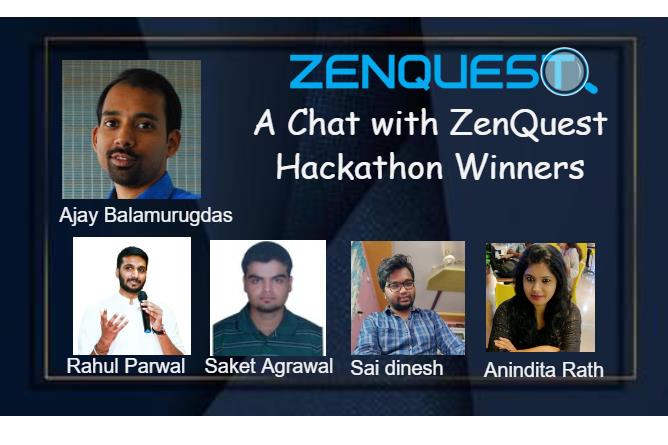 ZENQUEST
A Chat with ZenQuest
Hackathon Winners
Ajay Balamurugdas
Rahul Parwal
Saket Agrawal
Sai dinesh
Anindita Rath